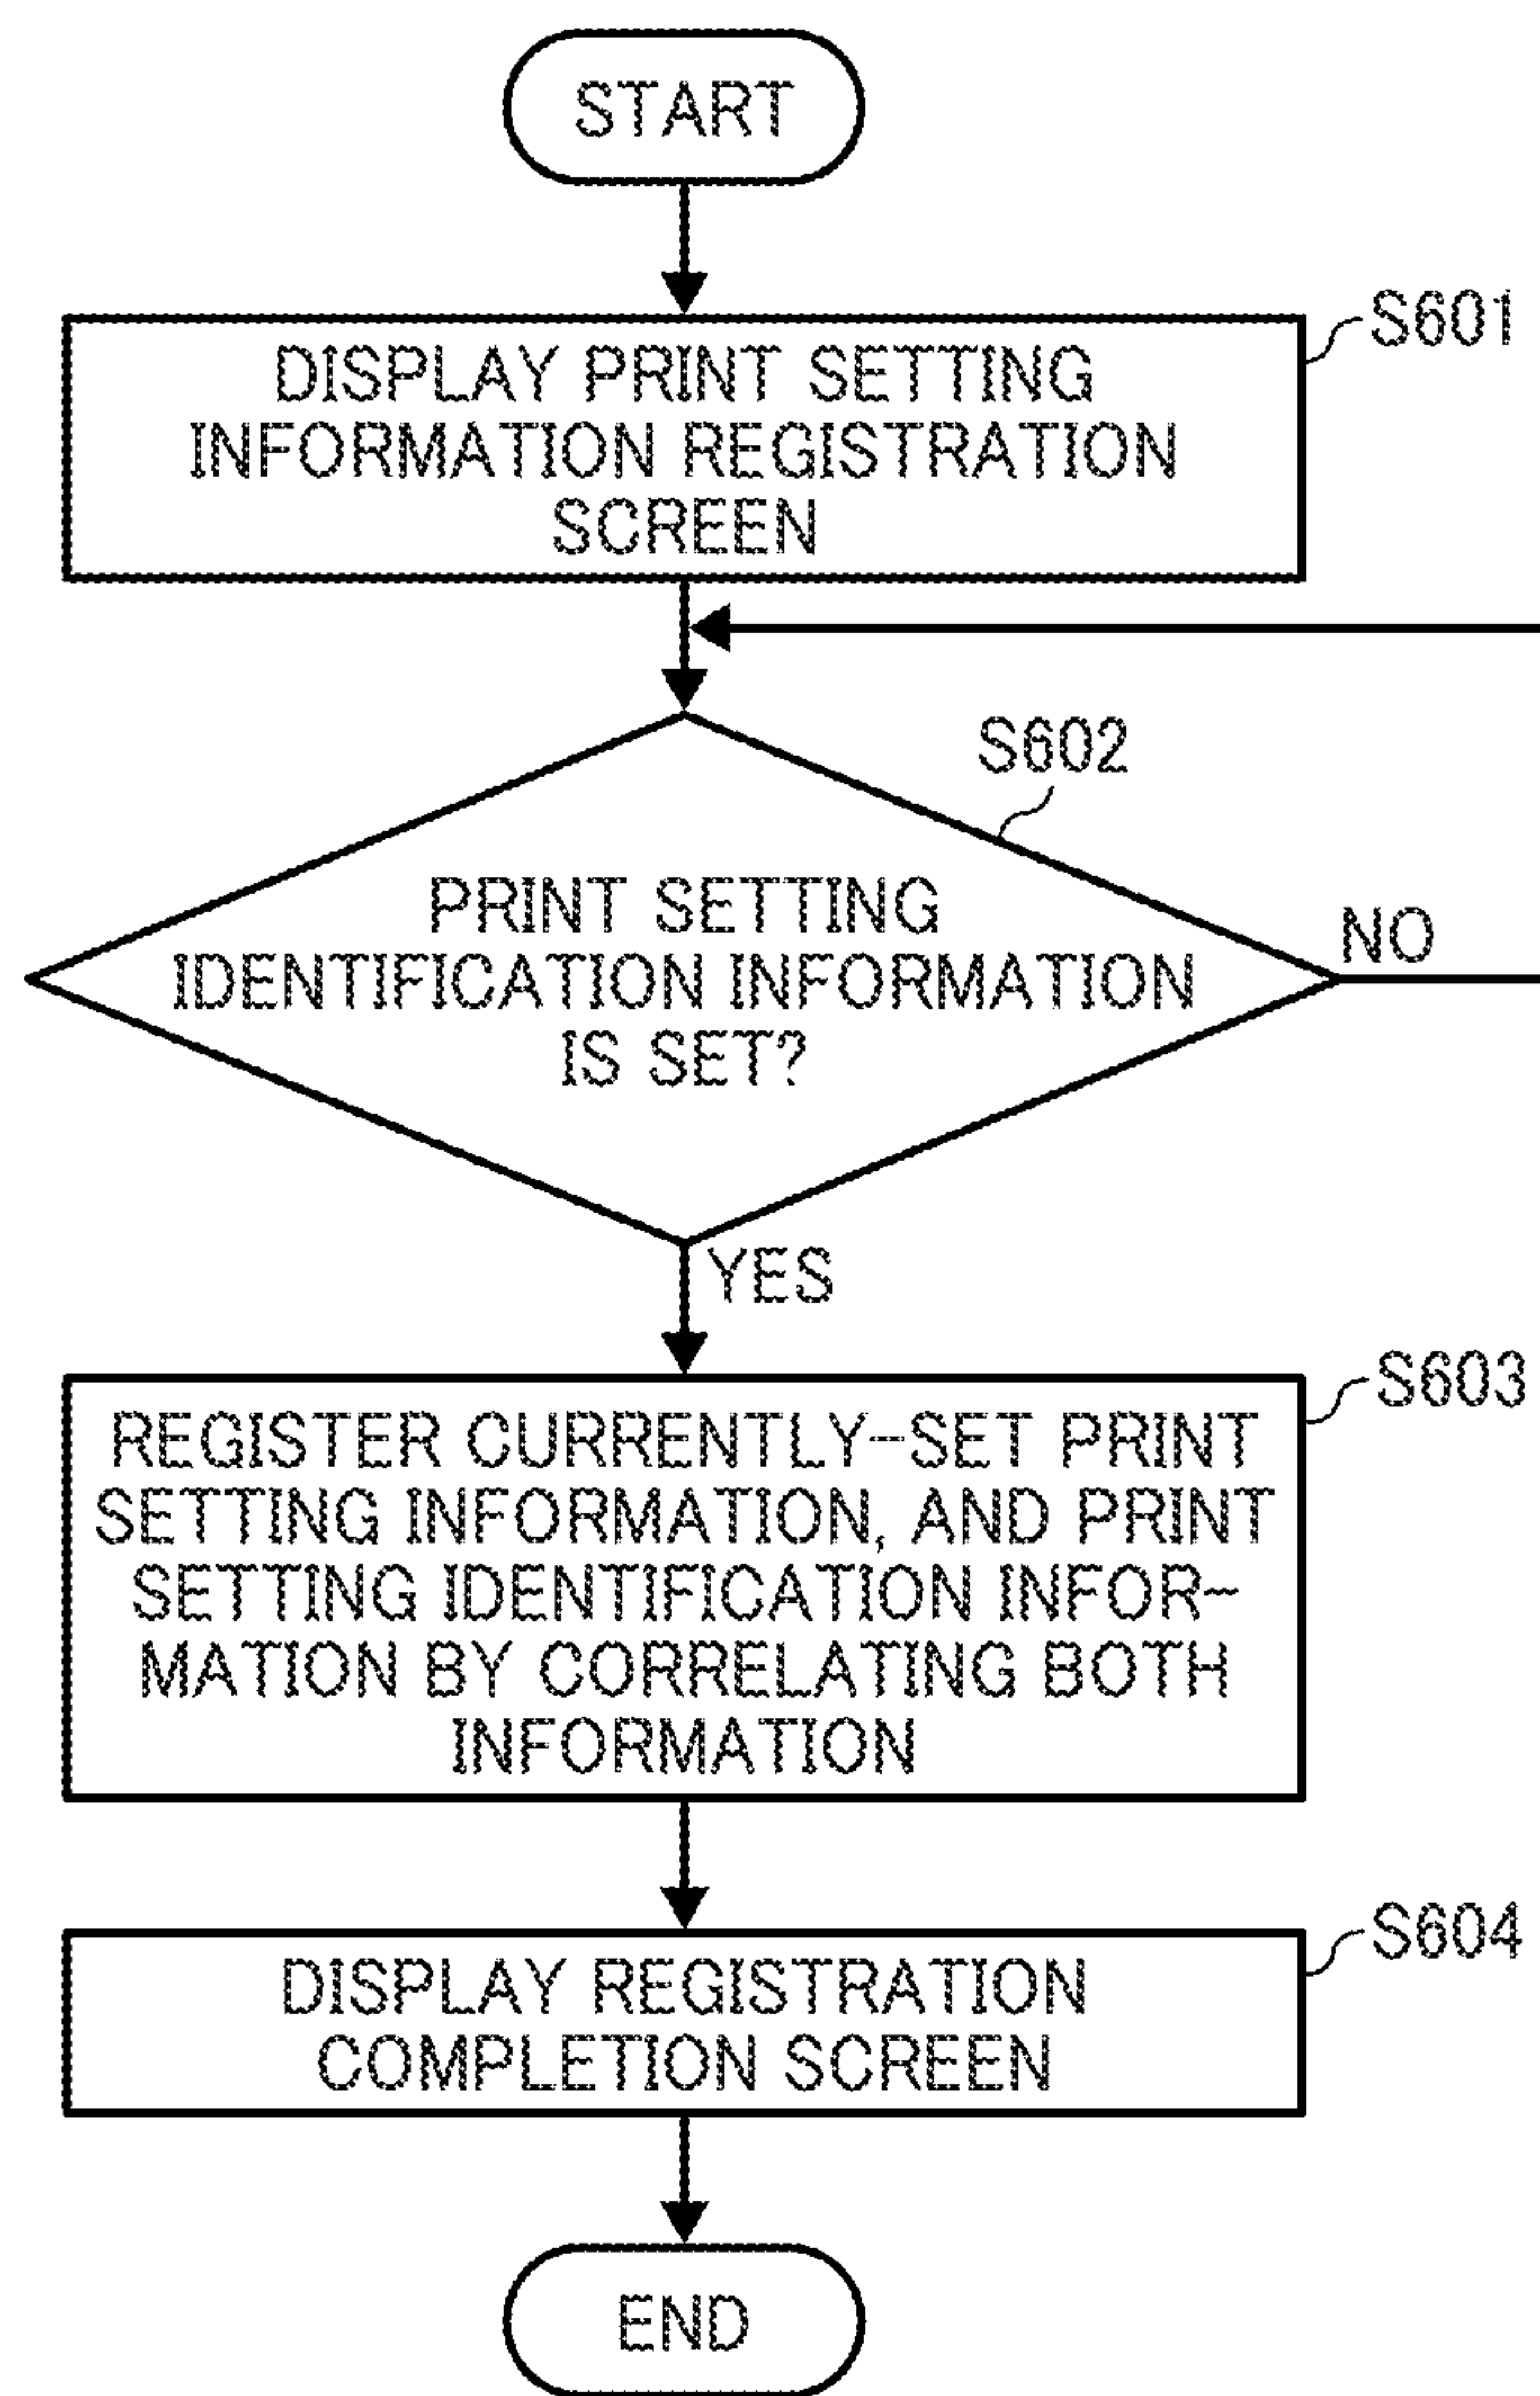 START
S601
DISPLAY PRINT SETTING
INFORMATION REGISTRATION
SCREEN
S602
PRINT SETTING
IDENTIFICATION INFORMATION
IS SET?
NO
YES
S603
REGISTER CURRENTLY-SET PRINT
SETTING INFORMATION, AND PRINT
SETTING IDENTIFICATION INFOR-
MATION BY CORRELATING BOTH
INFORMATION
S604
DISPLAY REGISTRATION
COMPLETION SCREEN
END